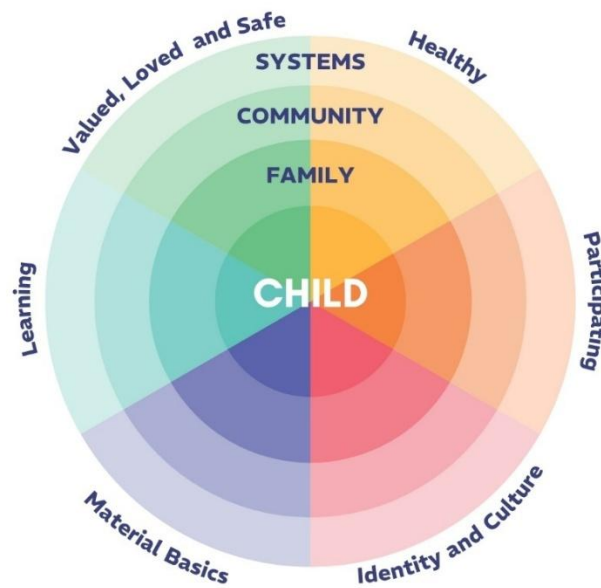 Valued, Loved and Safe
Healthy
SYSTEMS
COMMUNITY
FAMILY
CHILD
Learning
Participating
Material Basics
Identity and Culture